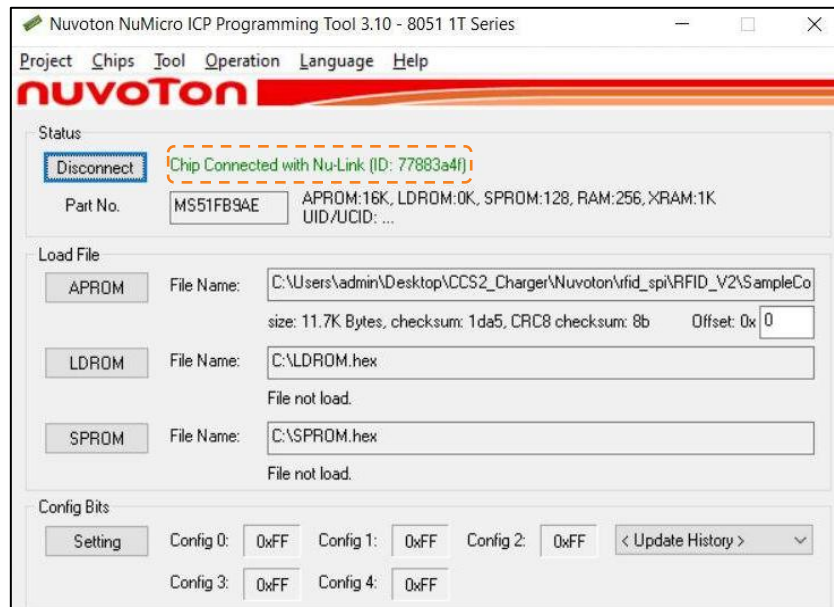 Nuvoton NuMicro ICP Programming Tool 3.10 - 8051 1T Series
Project Chips Tool Operation Language Help
nuvoTon
Status
Disconnect Chip Connected with Nu-Link (ID: 77883a4f)
Part No. MS51FB9AE APROM:16K, LDROM:0K, SPROM:128, RAM:256, XRAM:1K
UID/UCID: ...
Load File
APROM File Name: C:\Users\admin\Desktop\CCS2_Charger\Nuvoton\rfid_spi\RFID_V2\SampleCo
size: 11.7K Bytes, checksum: 1da5, CRC8 checksum: 8b Offset: 0x 0
LDROM File Name: C:\LDROM.hex
File not load.
SPROM File Name: C:\SPROM.hex
File not load.
Config Bits
Setting Config 0: 0xFF Config 1: 0xFF Config 2: 0xFF < Update History >
Config 3: 0xFF Config 4: 0xFF